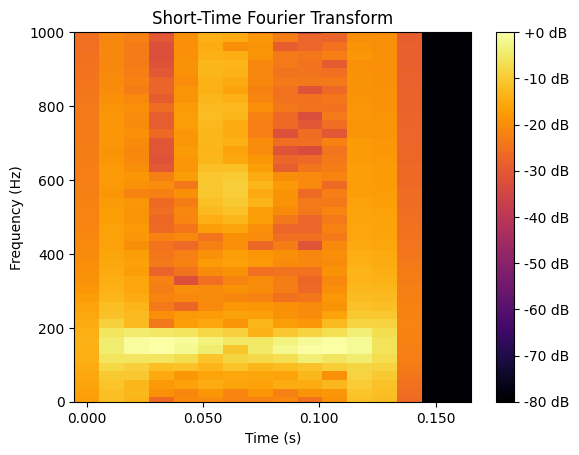 Short-Time Fourier Transform
1000
800
600
400
200
0
Frequency (Hz)
0.000
0.050
0.100
0.150
Time (s)
+0 dB
-10 dB
-20 dB
-30 dB
-40 dB
-50 dB
-60 dB
-70 dB
-80 dB